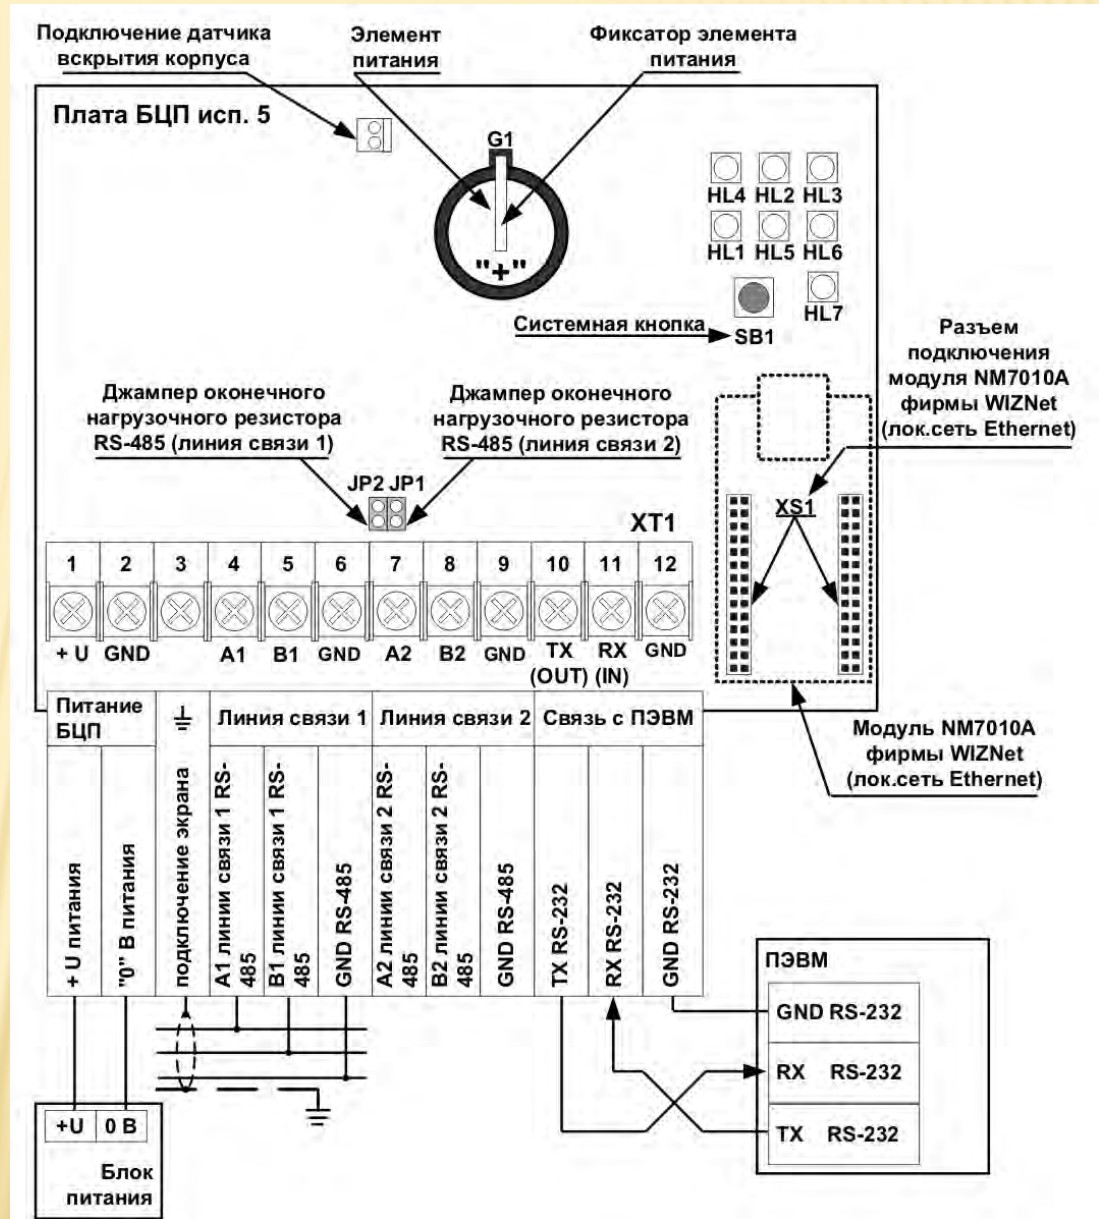 Подключение датчика
вскрытия корпуса
Элемент
питания
Фиксатор элемента
питания
Плата БЦП исп. 5
G1
"+"
HL4 HL2 HL3
HL1 HL5 HL6
HL7
Системная кнопка
SB1
Разъем
подключения
модуля NM7010A
фирмы WIZNet
(лок.сеть Ethernet)
Джампер оконечного
нагрузочного резистора
RS-485 (линия связи 1)
Джампер оконечного
нагрузочного резистора
RS-485 (линия связи 2)
JP2 JP1
XT1
XS1
1 2 3 4 5 6 7 8 9 10 11 12
+ U GND A1 B1 GND A2 B2 GND TX RX GND
(OUT) (IN)
Питание
БЦП
Линия связи 1
Линия связи 2
Связь с ПЭВМ
Модуль NM7010A
фирмы WIZNet
(лок.сеть Ethernet)
+ U питания
"0" В питания
подключение экрана
A1 линии связи 1 RS-
485
B1 линии связи 1 RS-
485
GND RS-485
A2 линии связи 2 RS-
485
B2 линии связи 2 RS-
485
GND RS-485
TX RS-232
RX RS-232
GND RS-232
ПЭВМ
GND RS-232
RX RS-232
TX RS-232
+U 0 В
Блок
питания